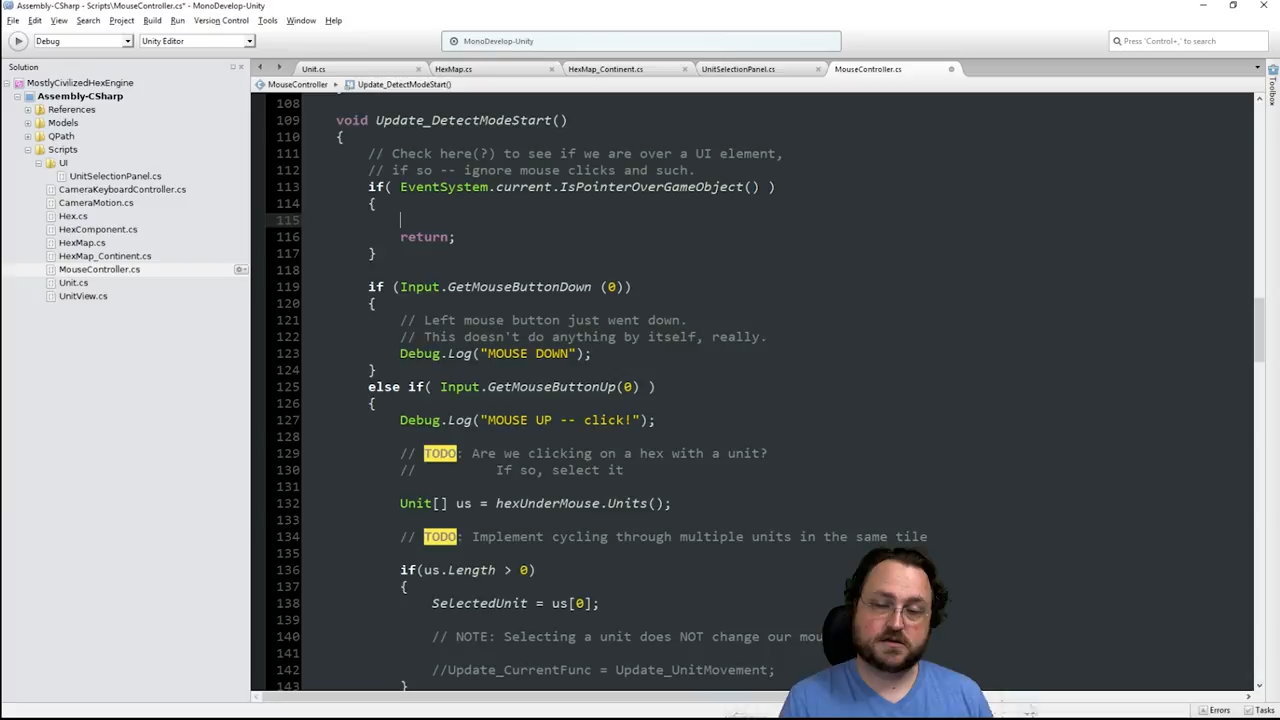 Assembly-CSharp - Scripts\MouseController.cs* - MonoDevelop-Unity
File Edit View Search Project Build Run Version Control Tools Window Help
Debug Unity Editor MonoDevelop-Unity Press 'Control+,' to search
Solution
Unit.cs HexMap.cs HexMap_Continent.cs UnitSelectionPanel.cs MouseController.cs
MouseController Update_DetectModeStart()
Toolbox
MostlyCivilizedHexEngine
Assembly-CSharp
References
Models
QPath
Scripts
UI
UnitSelectionPanel.cs
CameraKeyboardController.cs
CameraMotion.cs
Hex.cs
HexComponent.cs
HexMap.cs
HexMap_Continent.cs
MouseController.cs
Unit.cs
UnitView.cs
108
109 void Update_DetectModeStart()
110 {
111 // Check here(?) to see if we are over a UI element,
112 // if so -- ignore mouse clicks and such.
113 if( EventSystem.current.IsPointerOverGameObject() )
114 {
115
116 return;
117 }
118
119 if (Input.GetMouseButtonDown (0))
120 {
121 // Left mouse button just went down.
122 // This doesn't do anything by itself, really.
123 Debug.Log("MOUSE DOWN");
124 }
125 else if( Input.GetMouseButtonUp(0) )
126 {
127 Debug.Log("MOUSE UP -- click!");
128
129 // TODO: Are we clicking on a hex with a unit?
130 // If so, select it
131
132 Unit[] us = hexUnderMouse.Units();
133
134 // TODO: Implement cycling through multiple units in the same tile
135
136 if(us.Length > 0)
137 {
138 SelectedUnit = us[0];
139
140 // NOTE: Selecting a unit does NOT change our
141
142 //Update_CurrentFunc = Update_UnitMovement;
143 }
Errors Tasks